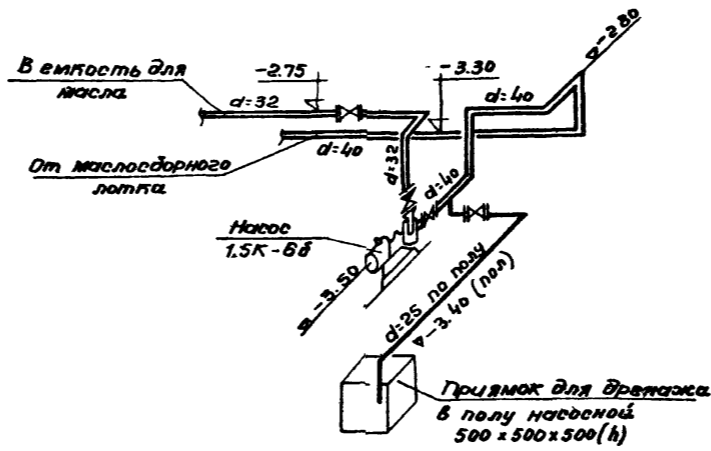 -2.80
В емкость для
масла
-2.75
-3.30
d=40
d=32
d=40
d=32
От маслосборного
лотка
d=40
Насос
1.5К-6б
-3.50
d=25 по полу
-3.40 (пол)
Приямок для дренажа
в полу насосной
500×500×500(h)